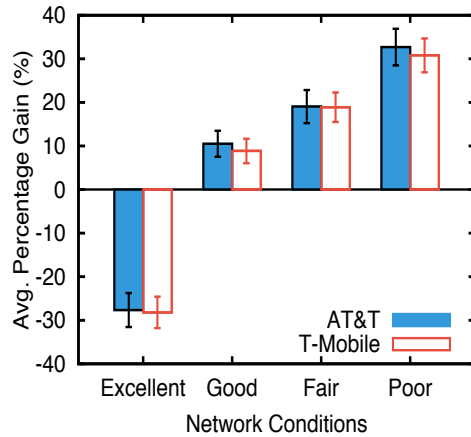 40
30
20
10
0
-10
-20
-30
-40
Avg. Percentage Gain (%)
AT&T
T-Mobile
Excellent Good Fair Poor
Network Conditions